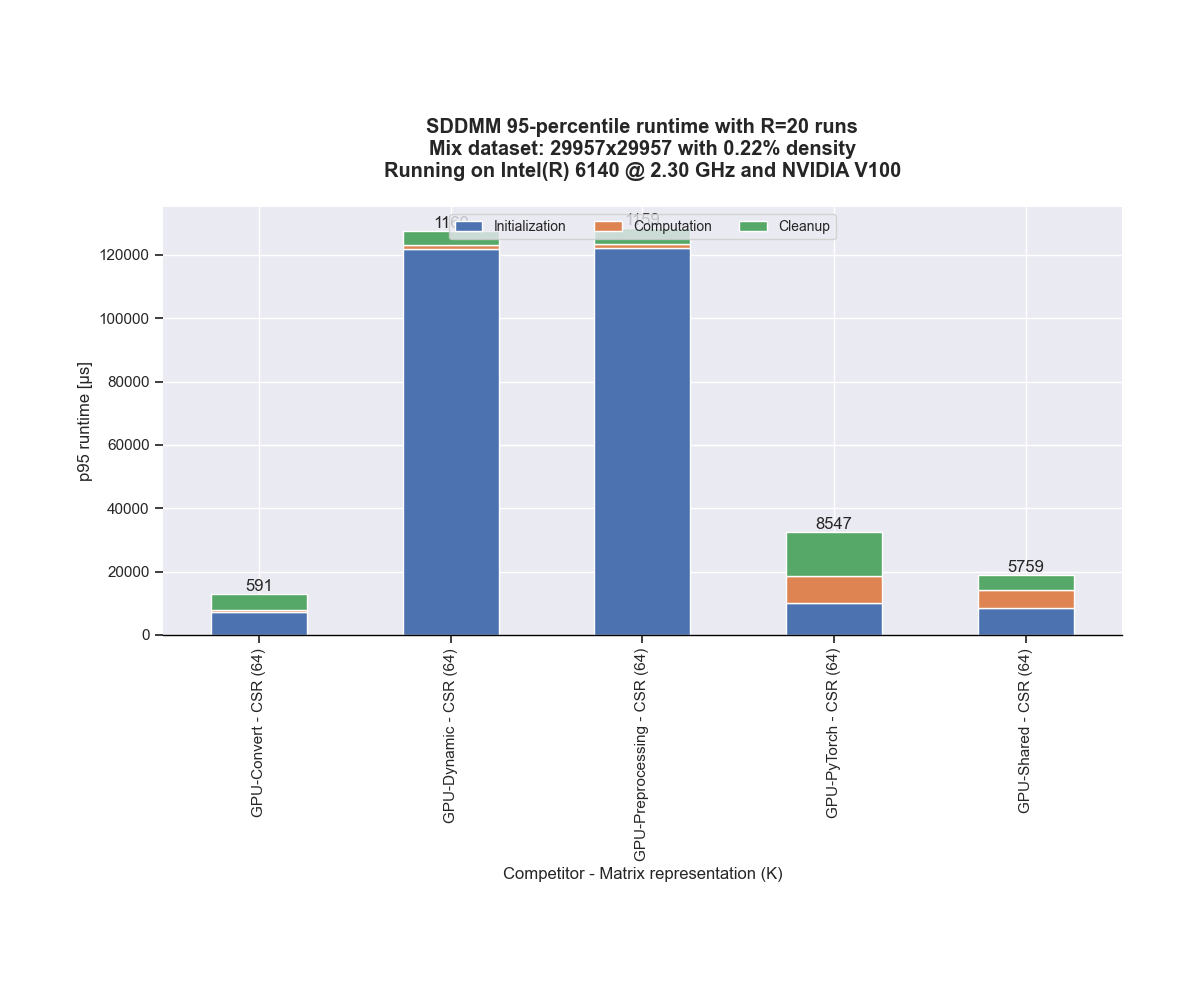 SDDMM 95-percentile runtime with R=20 runs
Mix dataset: 29957x29957 with 0.22% density
Running on Intel(R) 6140 @ 2.30 GHz and NVIDIA V100
1160
1159
Initialization
Computation
Cleanup
120000
100000
80000
60000
40000
20000
0
p95 runtime [µs]
591
8547
5759
GPU-Convert - CSR (64)
GPU-Dynamic - CSR (64)
GPU-Preprocessing - CSR (64)
GPU-PyTorch - CSR (64)
GPU-Shared - CSR (64)
Competitor - Matrix representation (K)